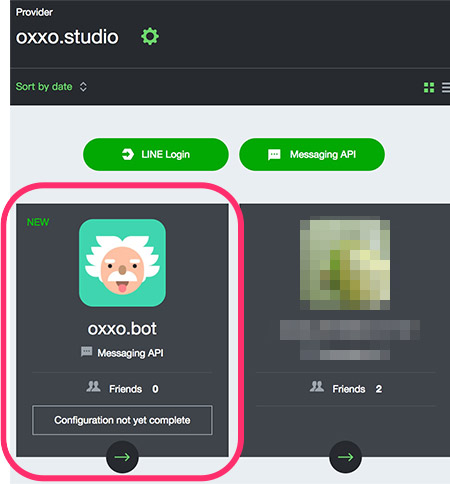 Provider
oxxo.studio
Sort by date
LINE Login
Messaging API
NEW
oxxo.bot
Messaging API
Friends 0
Configuration not yet complete
Friends 2